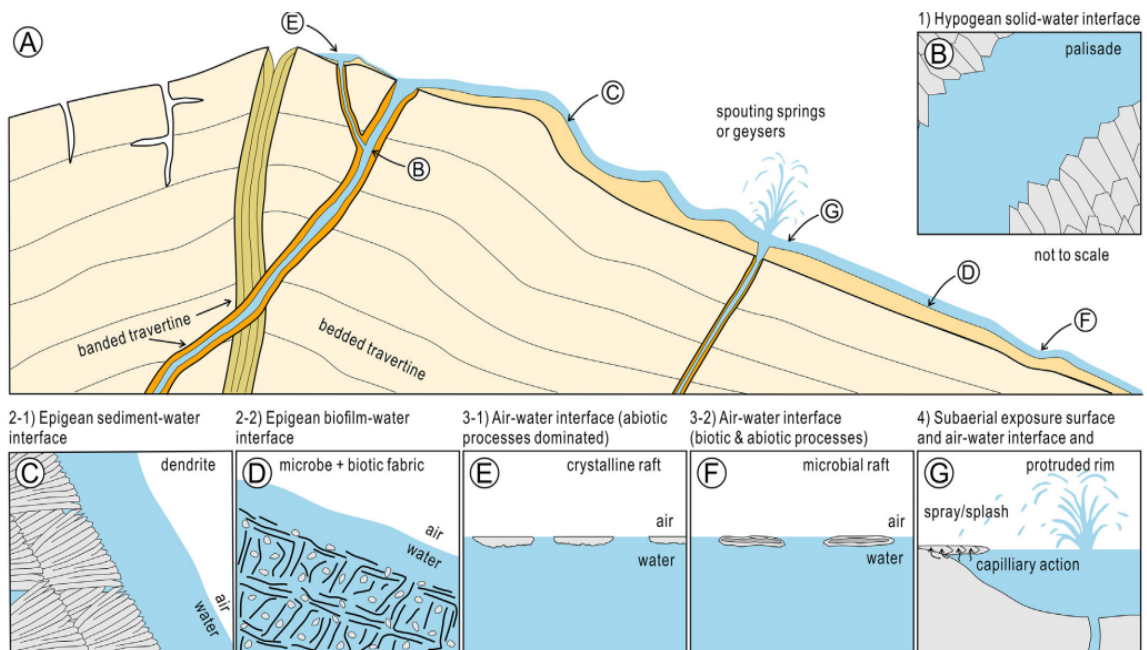 A
E
C
B
spouting springs
or geysers
G
D
F
banded travertine
bedded travertine
1) Hypogean solid-water interface
B
palisade
not to scale
2-1) Epigean sediment-water
interface
C
dendrite
air
water
2-2) Epigean biofilm-water
interface
D
microbe + biotic fabric
air
water
3-1) Air-water interface (abiotic
processes dominated)
E
crystalline raft
air
water
3-2) Air-water interface
(biotic & abiotic processes)
F
microbial raft
air
water
4) Subaerial exposure surface
and air-water interface and
G
protruded rim
spray/splash
capilliary action